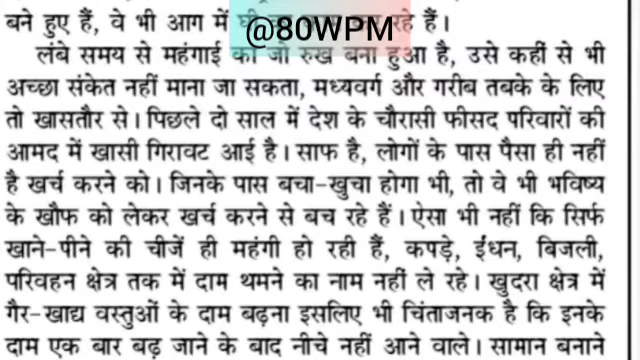 बने हुए हैं, वे भी आग में घी
रहे हैं।
@80WPM
लंबे समय से महंगाई का जो रुख बना हुआ है, उसे कहीं से भी
अच्छा संकेत नहीं माना जा सकता, मध्यवर्ग और गरीब तबके के लिए
तो खासतौर से। पिछले दो साल में देश के चौरासी फीसद परिवारों की
आमद में खासी गिरावट आई है। साफ है, लोगों के पास पैसा ही नहीं
है खर्च करने को। जिनके पास बचा-खुचा होगा भी, तो वे भी भविष्य
के खौफ को लेकर खर्च करने से बच रहे हैं। ऐसा भी नहीं कि सिर्फ
खाने-पीने की चीजें ही महंगी हो रही हैं, कपड़े, ईंधन, बिजली,
परिवहन क्षेत्र तक में दाम थमने का नाम नहीं ले रहे। खुदरा क्षेत्र में
गैर-खाद्य वस्तुओं के दाम बढ़ना इसलिए भी चिंताजनक है कि इनके
दाम एक बार बढ़ जाने के बाद नीचे नहीं आने वाले। सामान बनाने